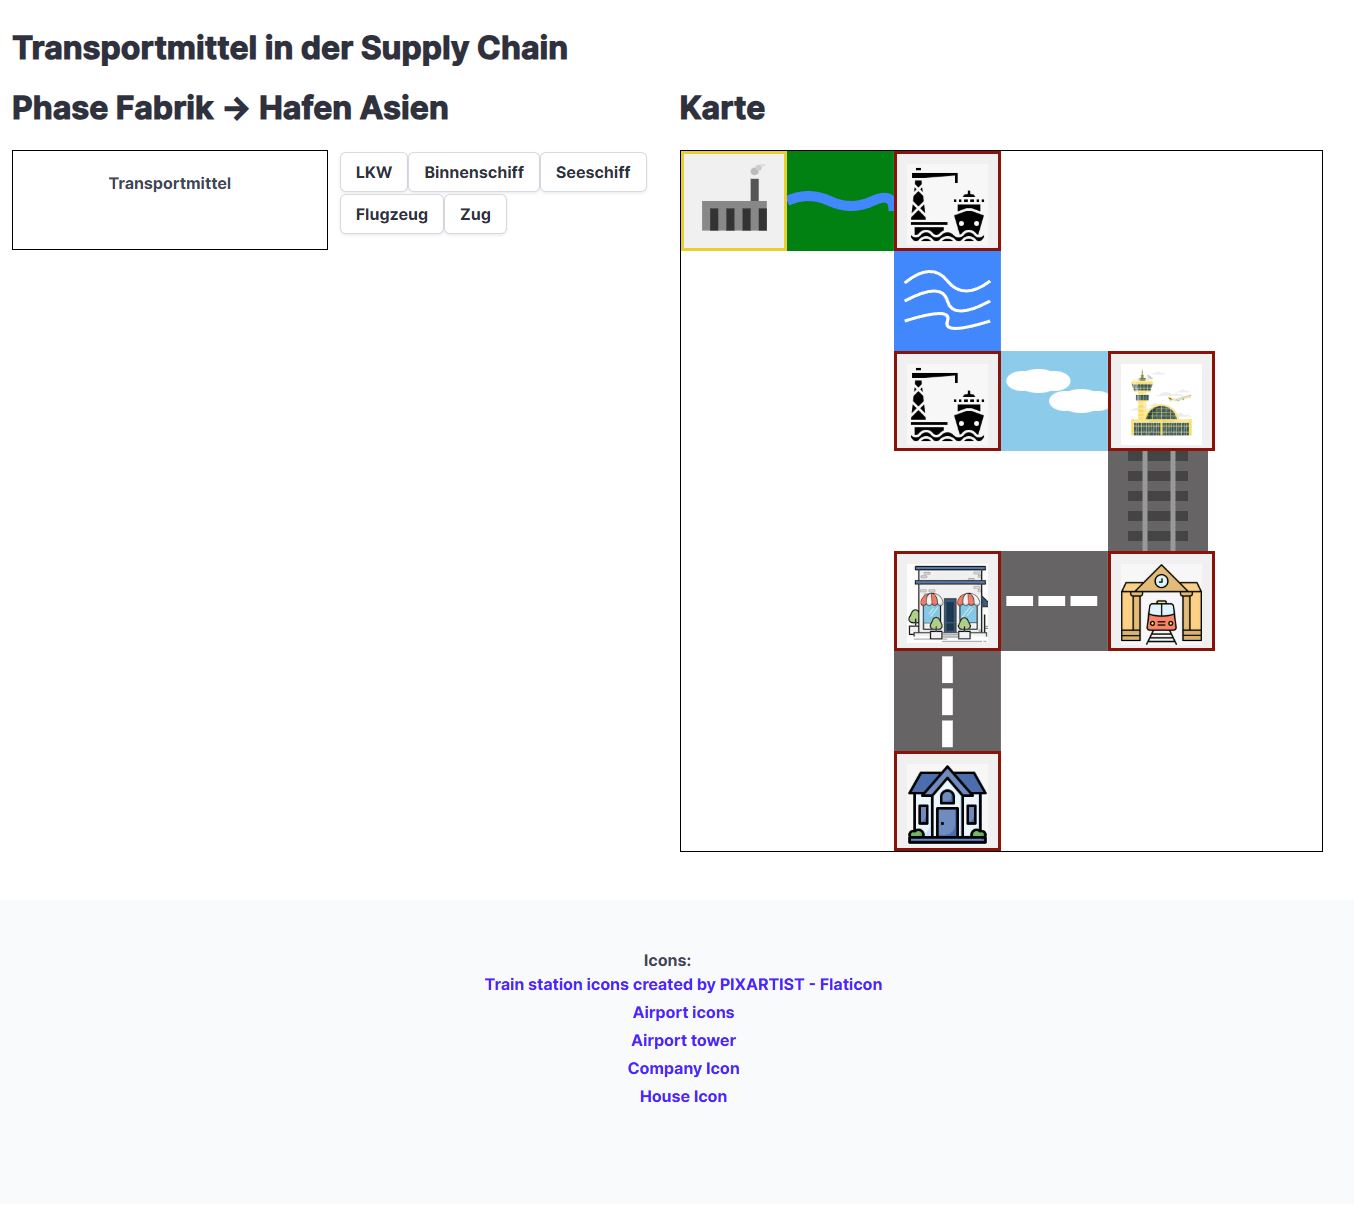 Transportmittel in der Supply Chain
Phase Fabrik → Hafen Asien
Karte
Transportmittel
LKW
Binnenschiff
Seeschiff
Flugzeug
Zug
Icons:
Train station icons created by PIXARTIST - Flaticon
Airport icons
Airport tower
Company Icon
House Icon